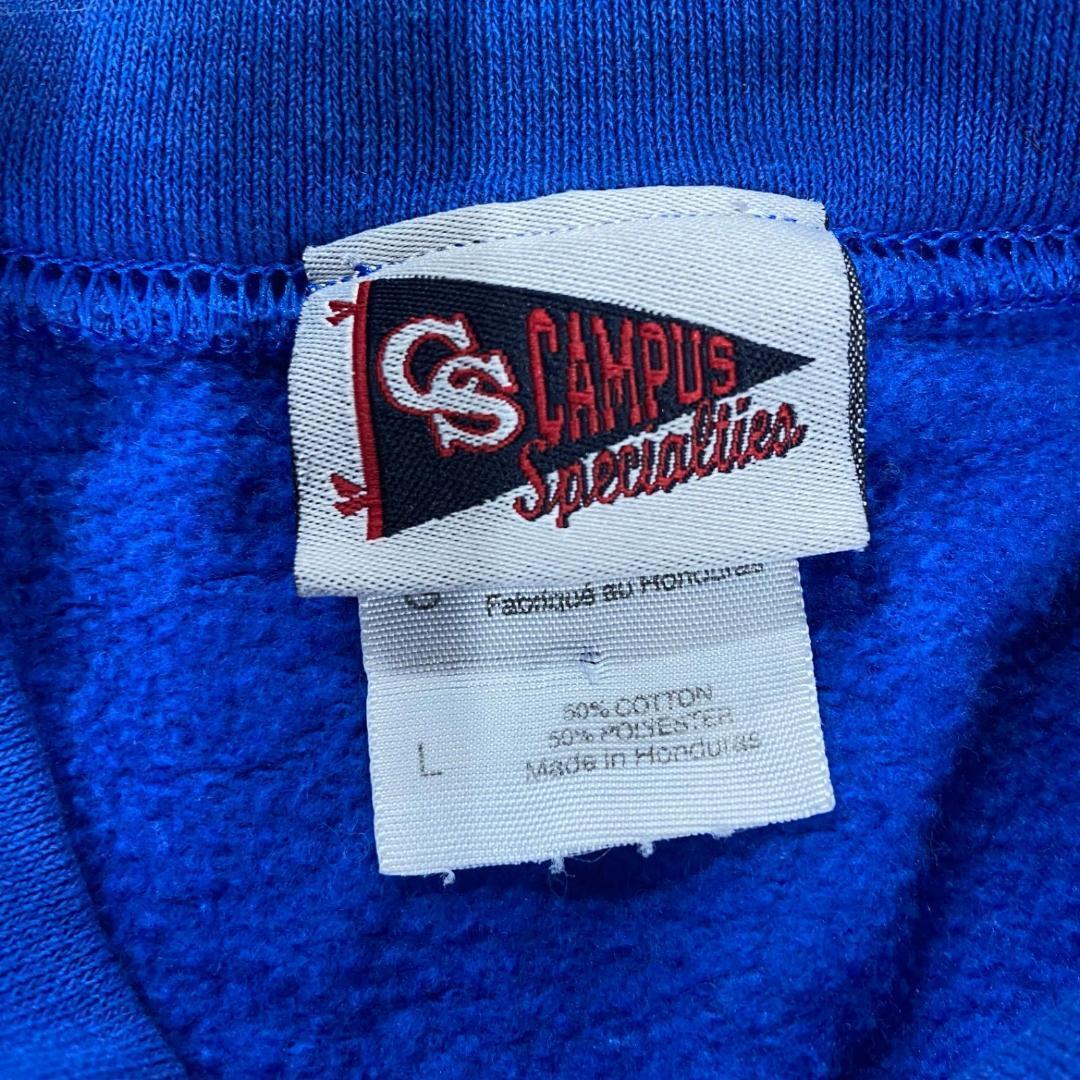 CS CAMPUS
Specialties
G Fabriqué au Honduras
50% COTTON
50% POLYESTER
L Made in Honduras